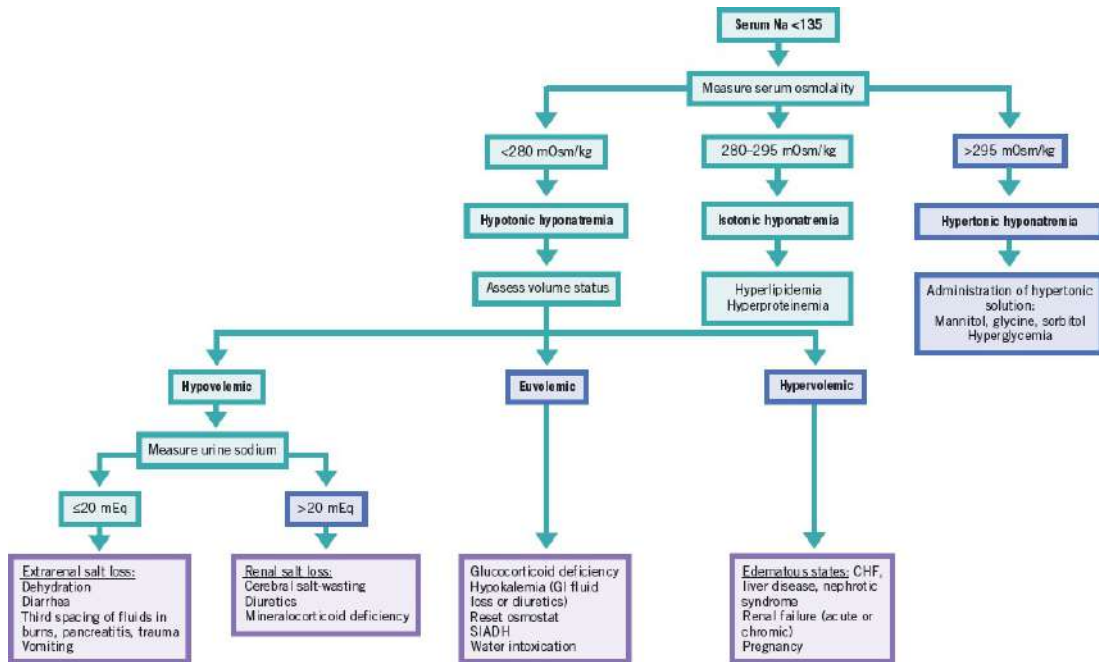 Serum Na <135
Measure serum osmolality
<280 mOsm/kg
280–295 mOsm/kg
>295 mOsm/kg
Hypotonic hyponatremia
Isotonic hyponatremia
Hypertonic hyponatremia
Assess volume status
Hyperlipidemia
Hyperproteinemia
Administration of hypertonic
solution:
Mannitol, glycine, sorbitol
Hyperglycemia
Hypovolemic
Euvolemic
Hypervolemic
Measure urine sodium
≤20 mEq
>20 mEq
Extrarenal salt loss:
Dehydration
Diarrhea
Third spacing of fluids in
burns, pancreatitis, trauma
Vomiting
Renal salt loss:
Cerebral salt-wasting
Diuretics
Mineralocorticoid deficiency
Glucocorticoid deficiency
Hypokalemia (GI fluid
loss or diuretics)
Reset osmostat
SIADH
Water intoxication
Edematous states: CHF,
liver disease, nephrotic
syndrome
Renal failure (acute or
chromic)
Pregnancy